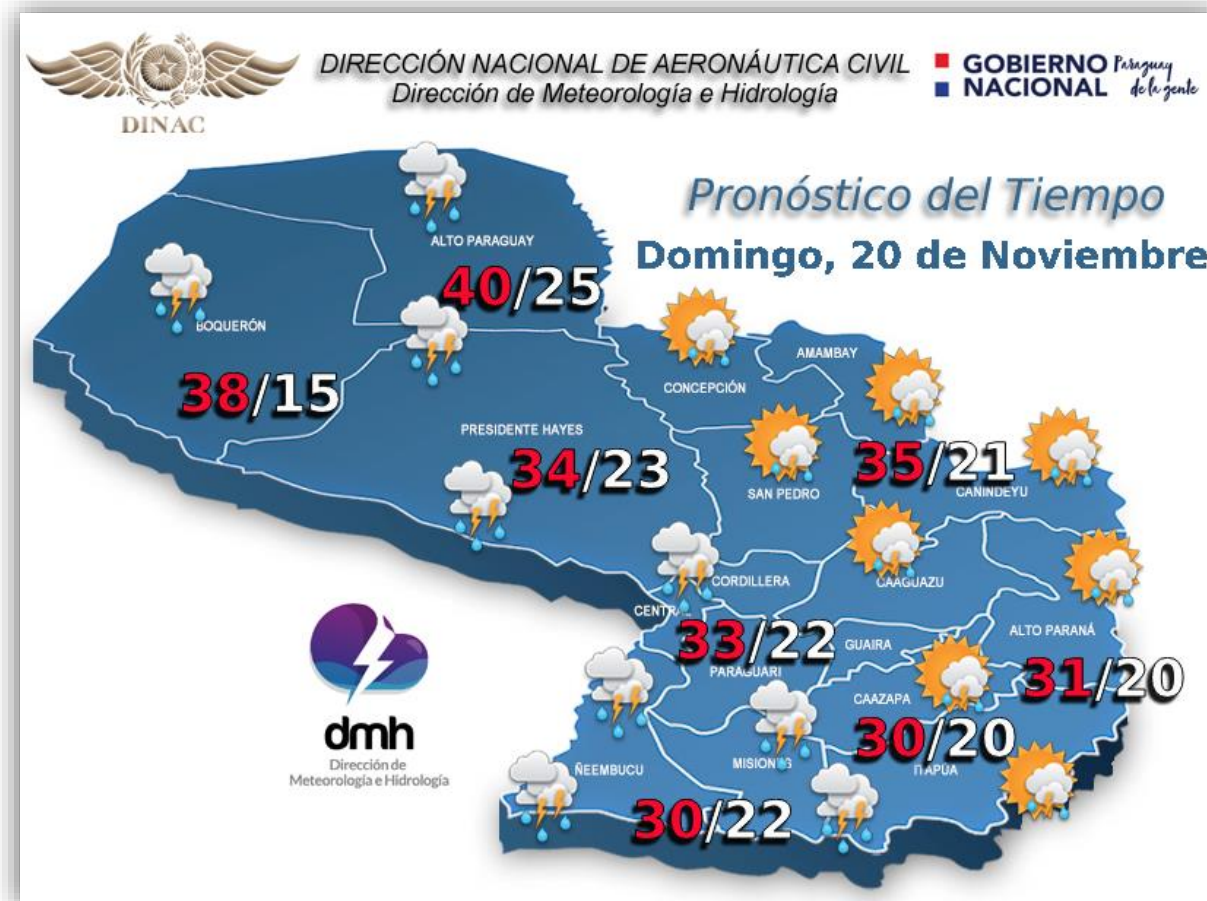 DIRECCIÓN NACIONAL DE AERONÁUTICA CIVIL
Dirección de Meteorología e Hidrología
DINAC
GOBIERNO
NACIONAL
Paraguay
de la gente
Pronóstico del Tiempo
Domingo, 20 de Noviembre
ALTO PARAGUAY
40/25
BOQUERÓN
38/15
AMAMBAY
CONCEPCIÓN
PRESIDENTE HAYES
34/23
35/21
SAN PEDRO
CANINDEYU
CORDILLERA
CAAGUAZU
CENTRAL
33/22
GUAIRA
ALTO PARANÁ
PARAGUARI
31/20
CAAZAPA
30/20
ÑEEMBUCU
MISIONES
ITAPÚA
30/22
dmh
Dirección de
Meteorología e Hidrología